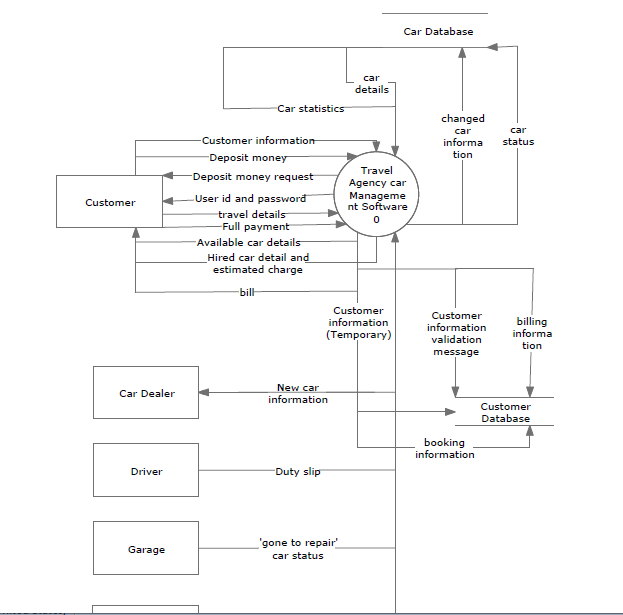 Car Database
car
details
Car statistics
changed
car
informa
tion
car
status
Customer information
Deposit money
Deposit money request
User id and password
travel details
Full payment
Available car details
Hired car detail and
estimated charge
bill
Customer
Travel
Agency car
Manageme
nt Software
0
Customer
information
(Temporary)
Customer
information
validation
message
billing
informa
tion
Car Dealer
New car
information
Customer
Database
booking
information
Driver
Duty slip
Garage
'gone to repair'
car status